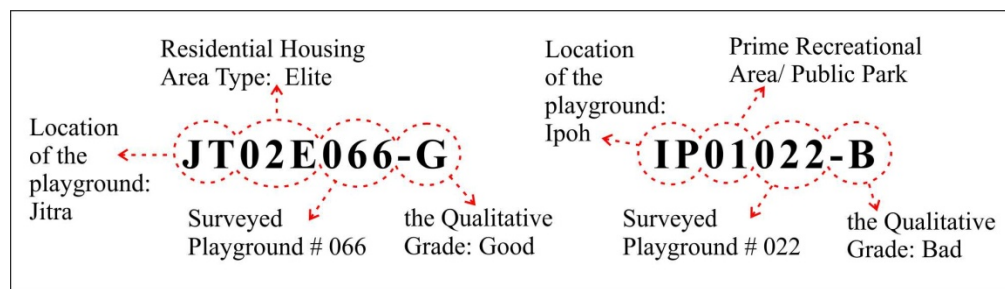 Residential Housing
Area Type: Elite
Location
of the
playground:
Jitra
JT02E066-G
Surveyed
Playground # 066
the Qualitative
Grade: Good
Location
of the
playground:
Ipoh
Prime Recreational
Area/ Public Park
IP01022-B
Surveyed
Playground # 022
the Qualitative
Grade: Bad